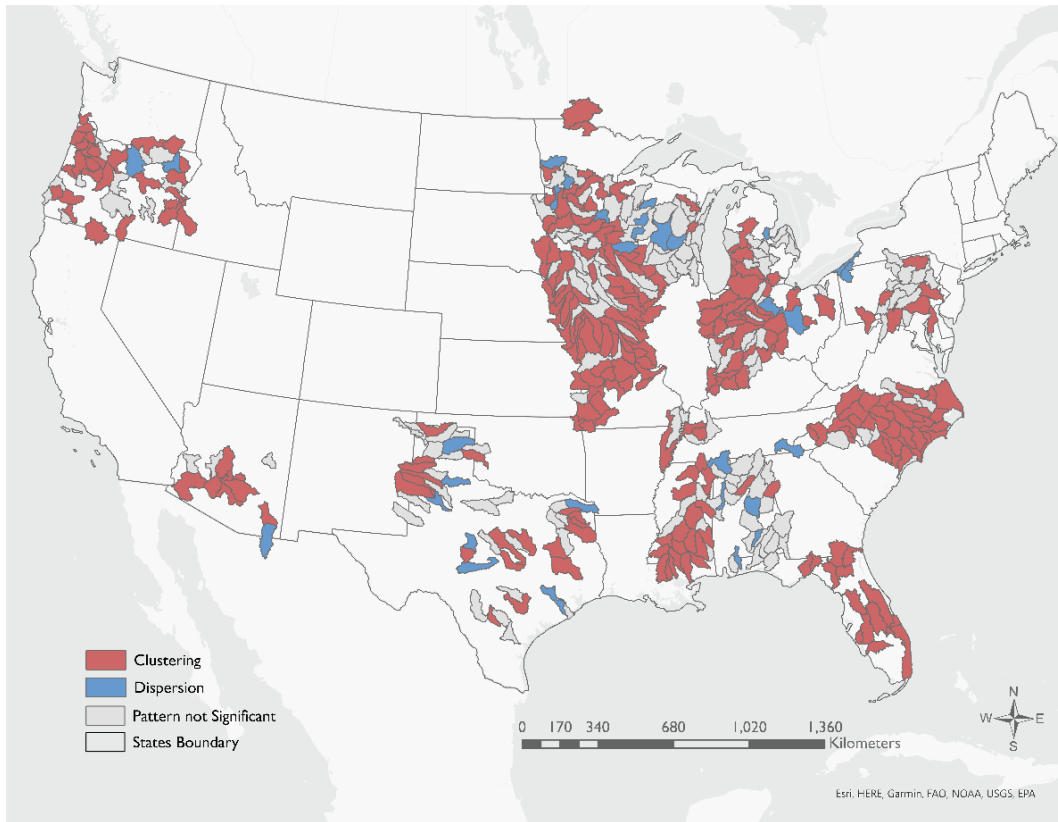 Clustering
Dispersion
Pattern not Significant
States Boundary
0 170 340 680 1,020 1,360
Kilometers
N
W E
S
Esri, HERE, Garmin, FAO, NOAA, USGS, EPA